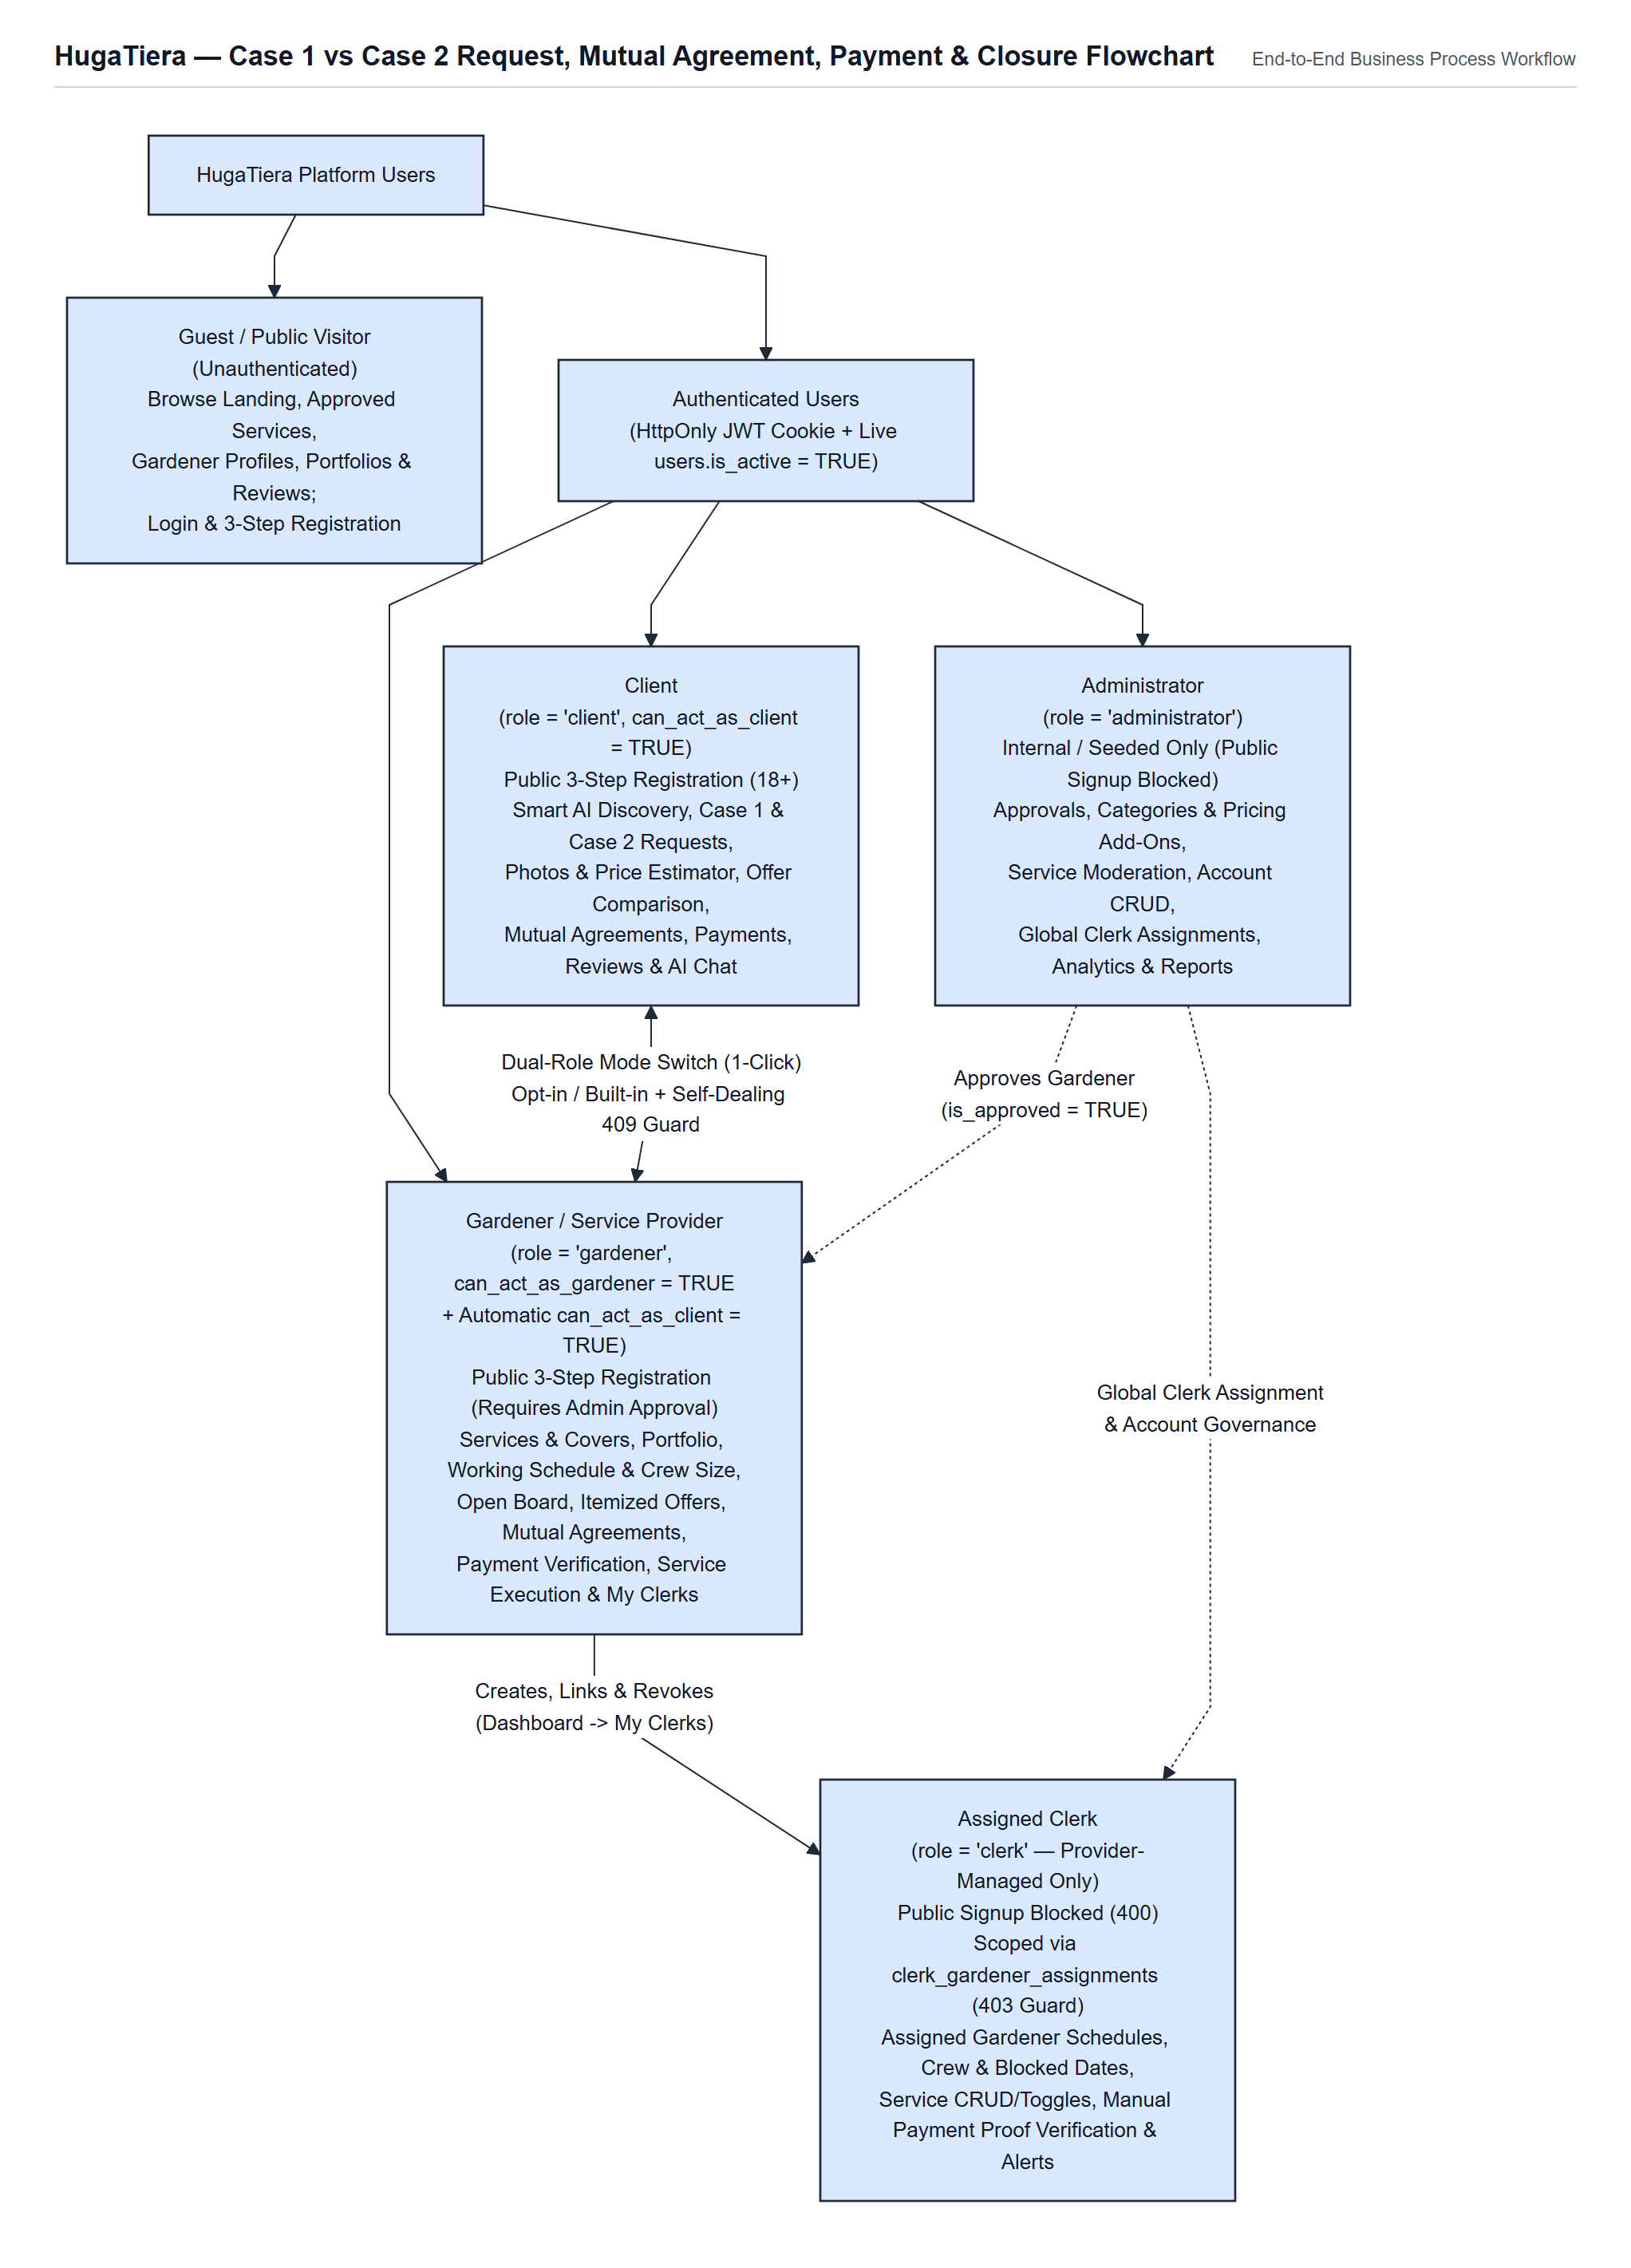 HugaTiera — Case 1 vs Case 2 Request, Mutual Agreement, Payment & Closure Flowchart
End-to-End Business Process Workflow
HugaTiera Platform Users
Guest / Public Visitor
(Unauthenticated)
Browse Landing, Approved
Services,
Gardener Profiles, Portfolios &
Reviews;
Login & 3-Step Registration
Authenticated Users
(HttpOnly JWT Cookie + Live
users.is_active = TRUE)
Client
(role = 'client', can_act_as_client
= TRUE)
Public 3-Step Registration (18+)
Smart AI Discovery, Case 1 &
Case 2 Requests,
Photos & Price Estimator, Offer
Comparison,
Mutual Agreements, Payments,
Reviews & AI Chat
Administrator
(role = 'administrator')
Internal / Seeded Only (Public
Signup Blocked)
Approvals, Categories & Pricing
Add-Ons,
Service Moderation, Account
CRUD,
Global Clerk Assignments,
Analytics & Reports
Dual-Role Mode Switch (1-Click)
Opt-in / Built-in + Self-Dealing
409 Guard
Approves Gardener
(is_approved = TRUE)
Gardener / Service Provider
(role = 'gardener',
can_act_as_gardener = TRUE
+ Automatic can_act_as_client =
TRUE)
Public 3-Step Registration
(Requires Admin Approval)
Services & Covers, Portfolio,
Working Schedule & Crew Size,
Open Board, Itemized Offers,
Mutual Agreements,
Payment Verification, Service
Execution & My Clerks
Global Clerk Assignment
& Account Governance
Creates, Links & Revokes
(Dashboard -> My Clerks)
Assigned Clerk
(role = 'clerk' — Provider-
Managed Only)
Public Signup Blocked (400)
Scoped via
clerk_gardener_assignments
(403 Guard)
Assigned Gardener Schedules,
Crew & Blocked Dates,
Service CRUD/Toggles, Manual
Payment Proof Verification &
Alerts